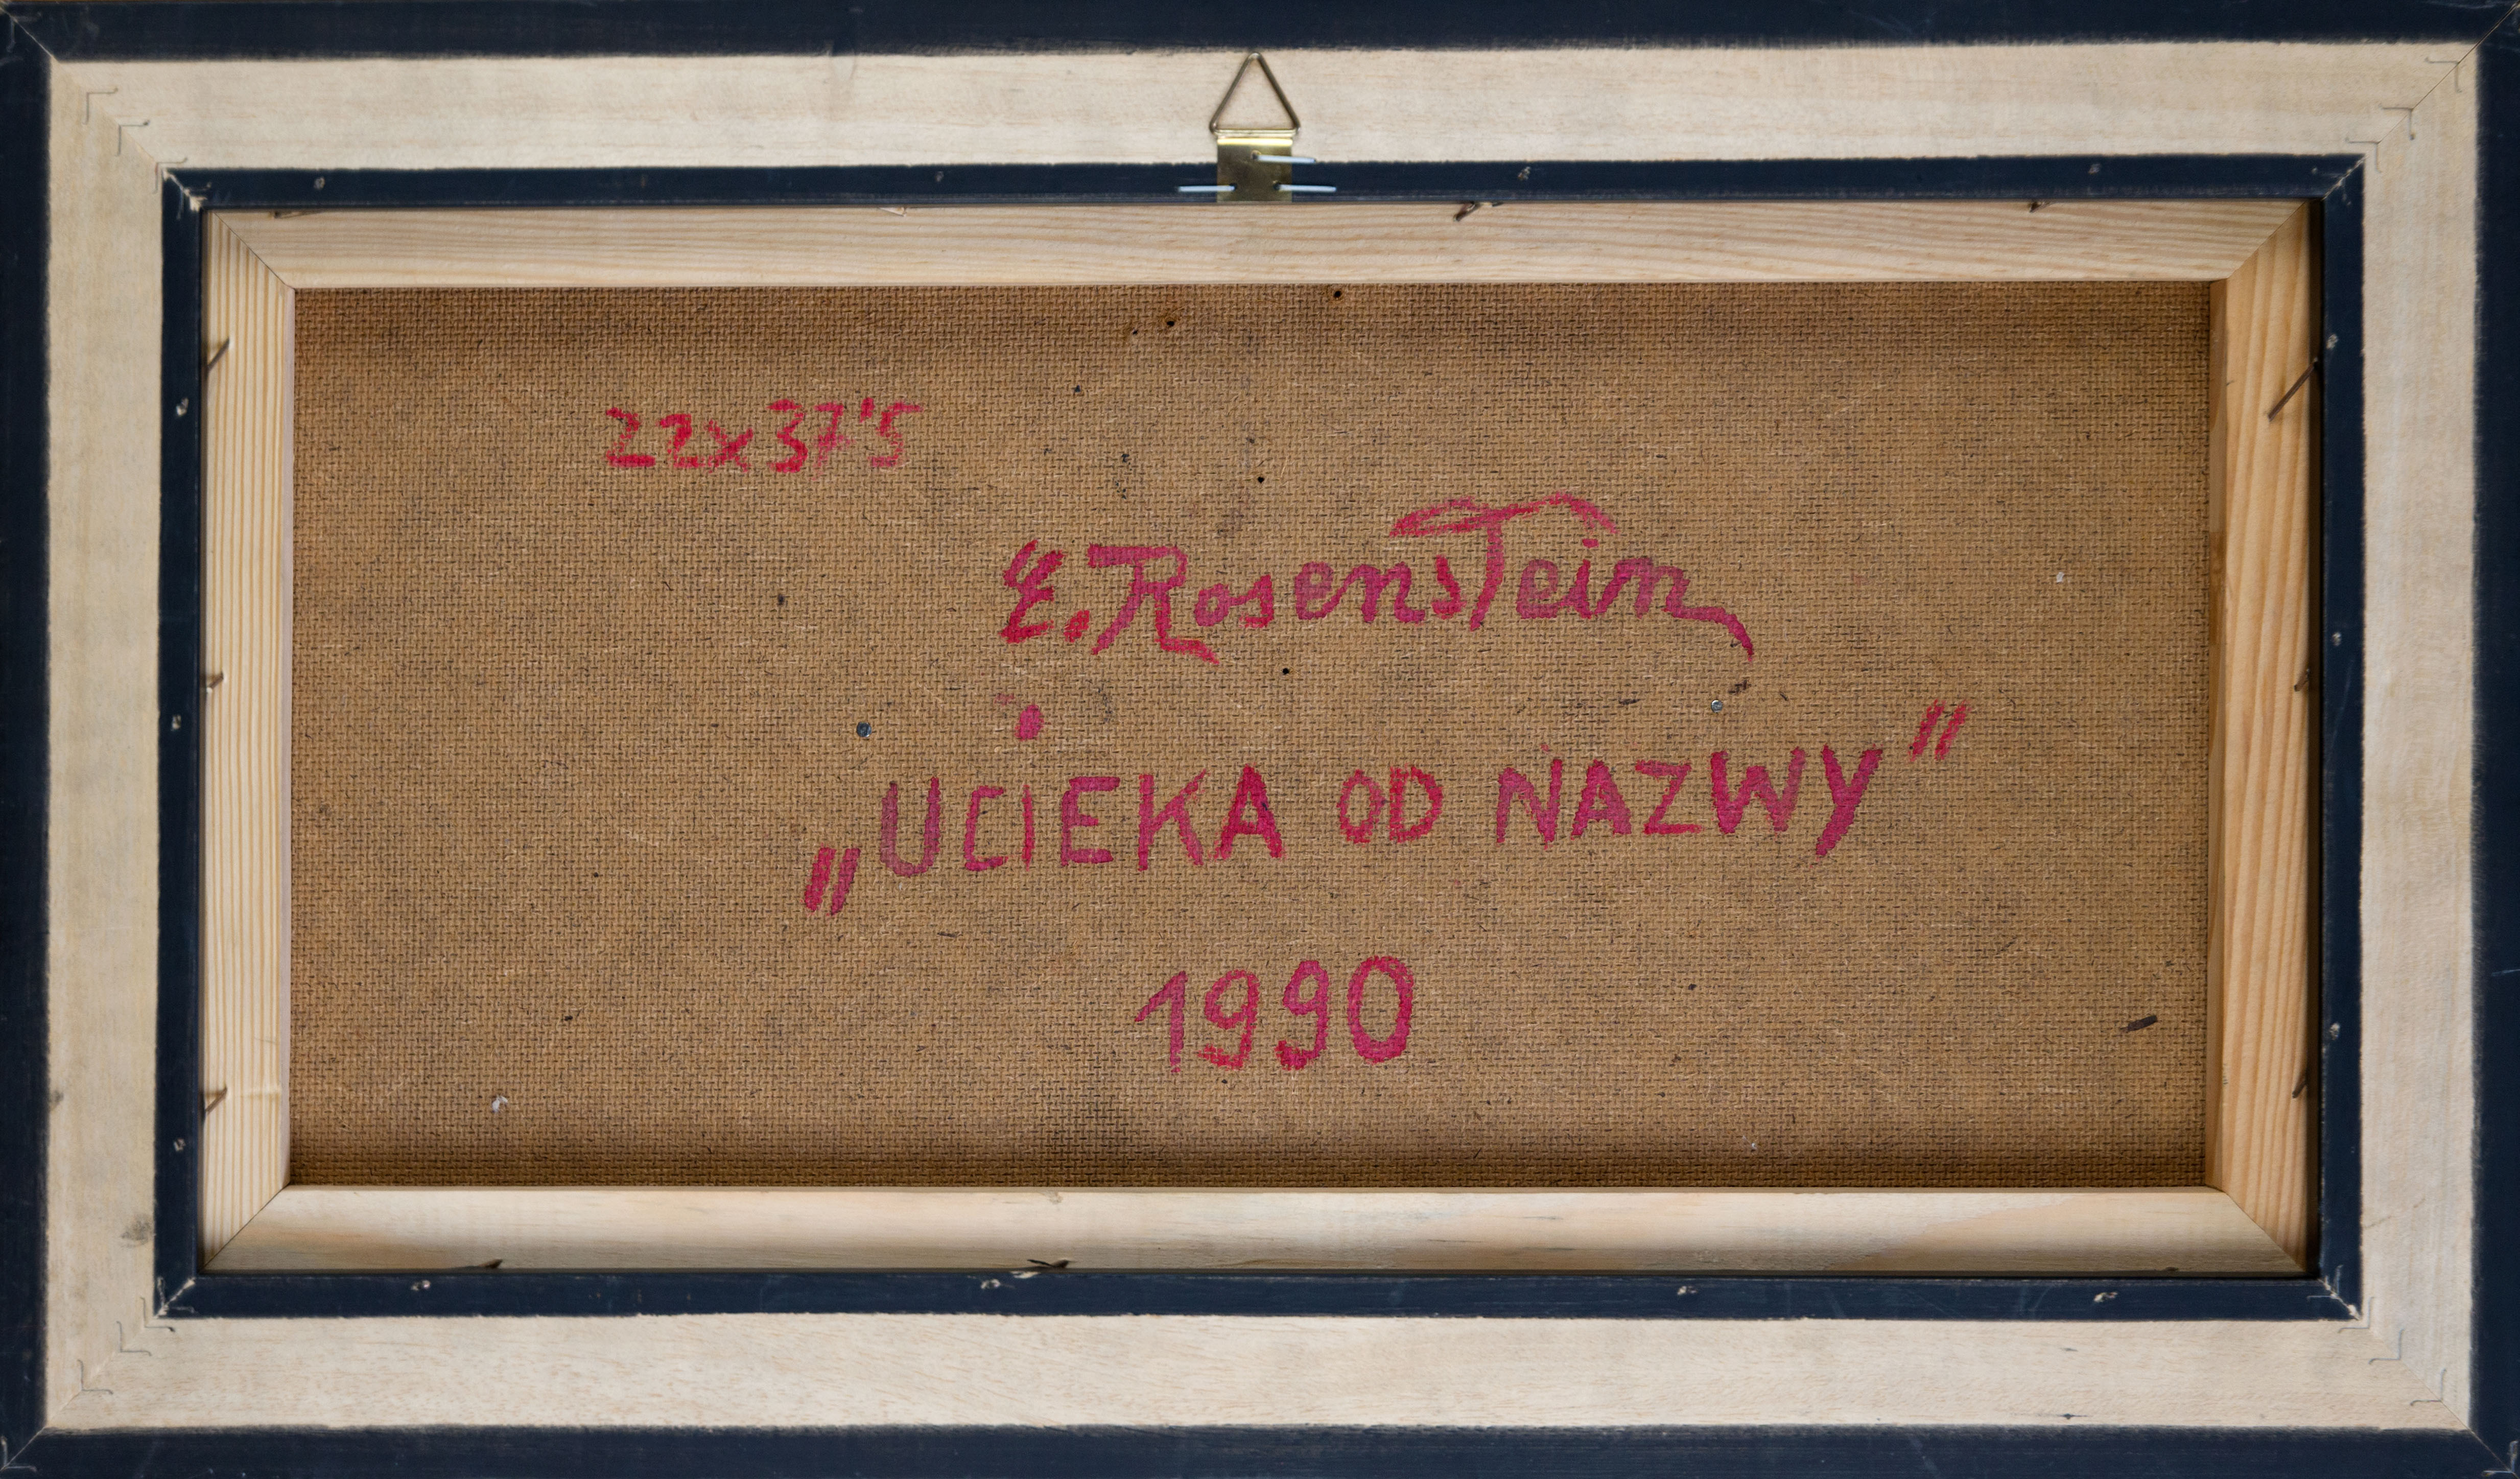 22x37'5
E. Rosenstein
„UCIEKA OD NAZWY"
1990